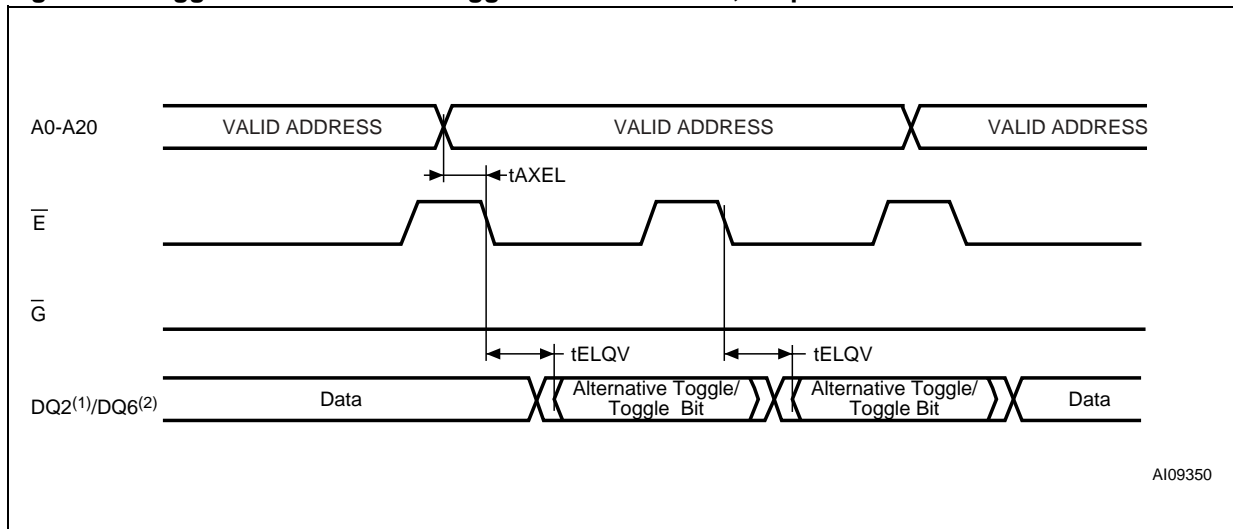 A0-A20
VALID ADDRESS
VALID ADDRESS
VALID ADDRESS
tAXEL
E
G
tELQV
tELQV
DQ2(1)/DQ6(2)
Data
Alternative Toggle/
Toggle Bit
Alternative Toggle/
Toggle Bit
Data
AI09350